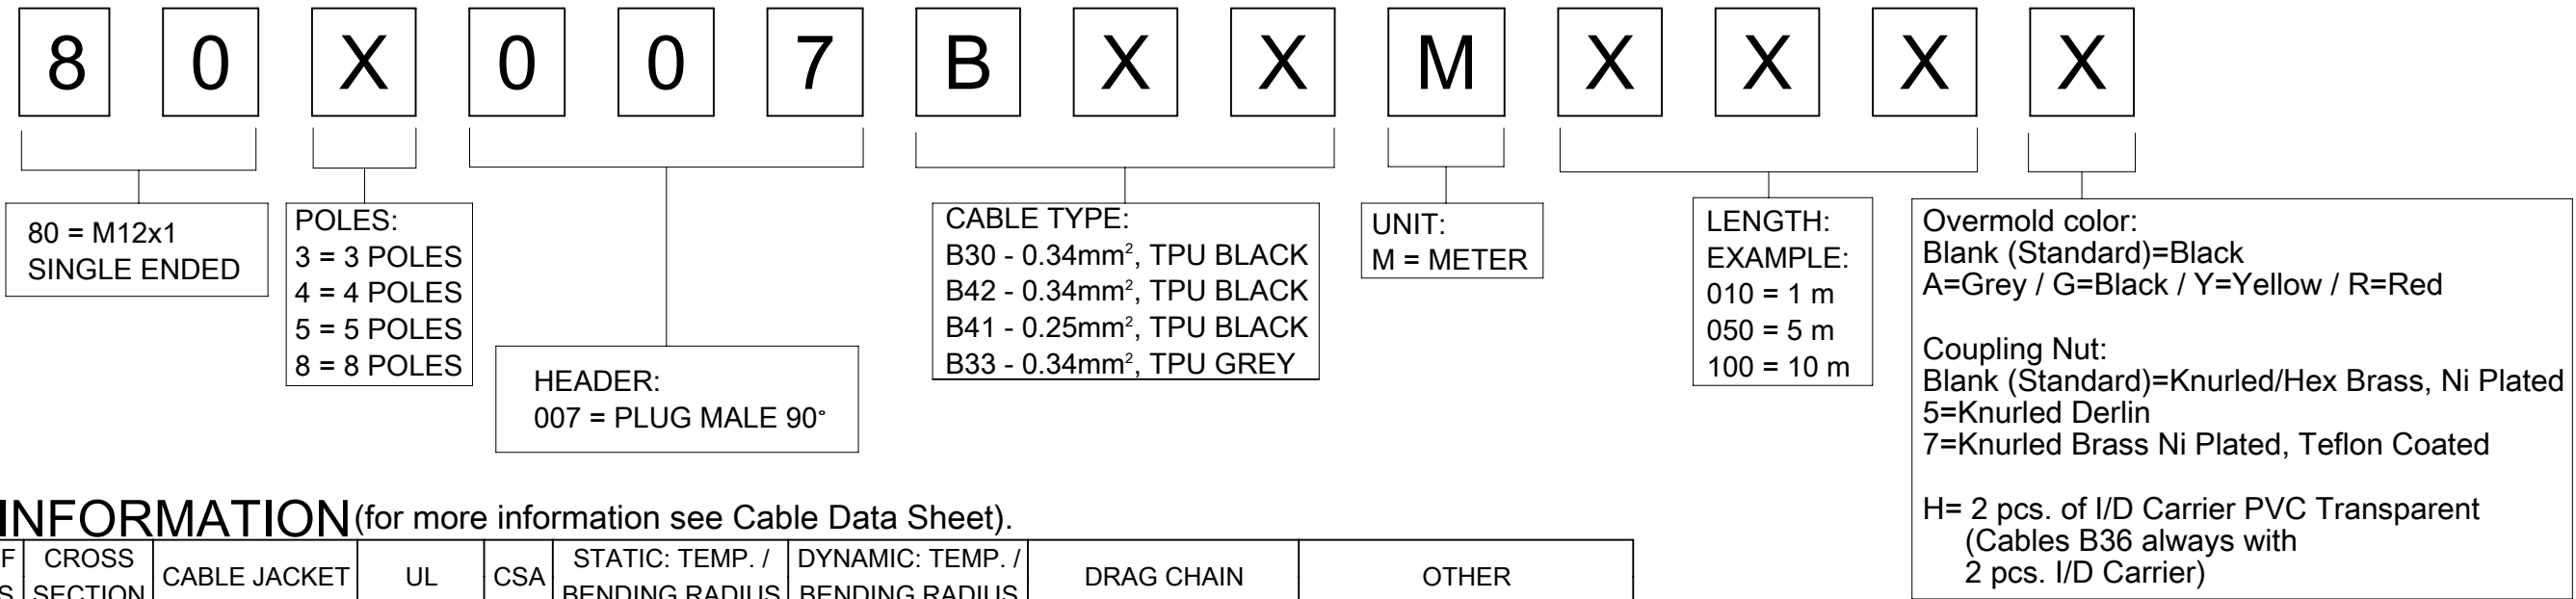 8 0 X 0 0 7 B X X M X X X X
80 = M12x1
SINGLE ENDED
POLES:
3 = 3 POLES
4 = 4 POLES
5 = 5 POLES
8 = 8 POLES
HEADER:
007 = PLUG MALE 90°
CABLE TYPE:
B30 - 0.34mm², TPU BLACK
B42 - 0.34mm², TPU BLACK
B41 - 0.25mm², TPU BLACK
B33 - 0.34mm², TPU GREY
UNIT:
M = METER
LENGTH:
EXAMPLE:
010 = 1 m
050 = 5 m
100 = 10 m
Overmold color:
Blank (Standard)=Black
A=Grey / G=Black / Y=Yellow / R=Red
Coupling Nut:
Blank (Standard)=Knurled/Hex Brass, Ni Plated
5=Knurled Derlin
7=Knurled Brass Ni Plated, Teflon Coated
H= 2 pcs. of I/D Carrier PVC Transparent
(Cables B36 always with
2 pcs. I/D Carrier)
INFORMATION (for more information see Cable Data Sheet).
F
S
CROSS
SECTION
CABLE JACKET
UL
CSA
STATIC: TEMP. /
BENDING RADIUS
DYNAMIC: TEMP. /
BENDING RADIUS
DRAG CHAIN
OTHER